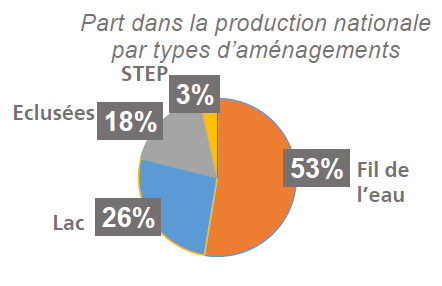 Part dans la production nationale
par types d’aménagements
STEP
3%
Eclusées
18%
53%
Fil de
l’eau
Lac
26%